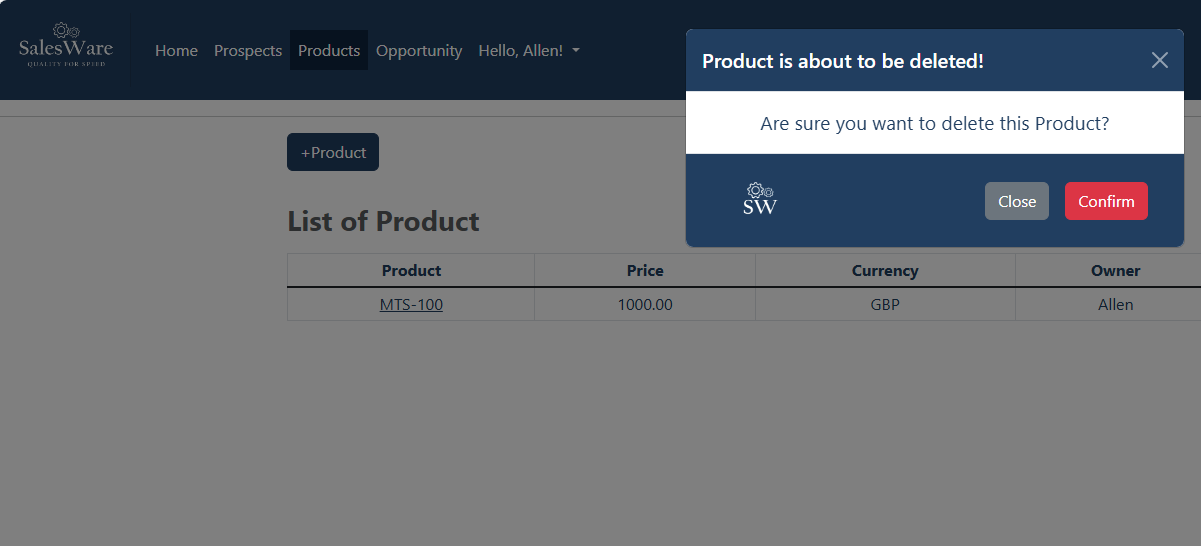 SalesWare
QUALITY FOR SPEED
Home Prospects Products Opportunity Hello, Allen!
Product is about to be deleted!
Are sure you want to delete this Product?
SW
Close Confirm
+Product
List of Product
Product Price Currency Owner
MTS-100 1000.00 GBP Allen